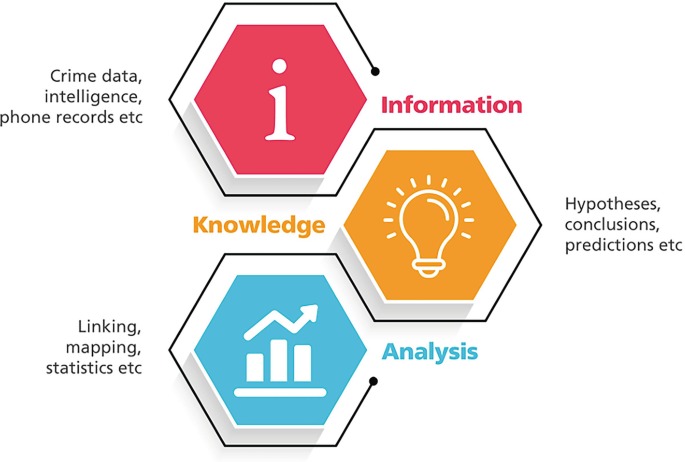 Crime data,
intelligence,
phone records etc
i
Information
Knowledge
Hypotheses,
conclusions,
predictions etc
Linking,
mapping,
statistics etc
Analysis